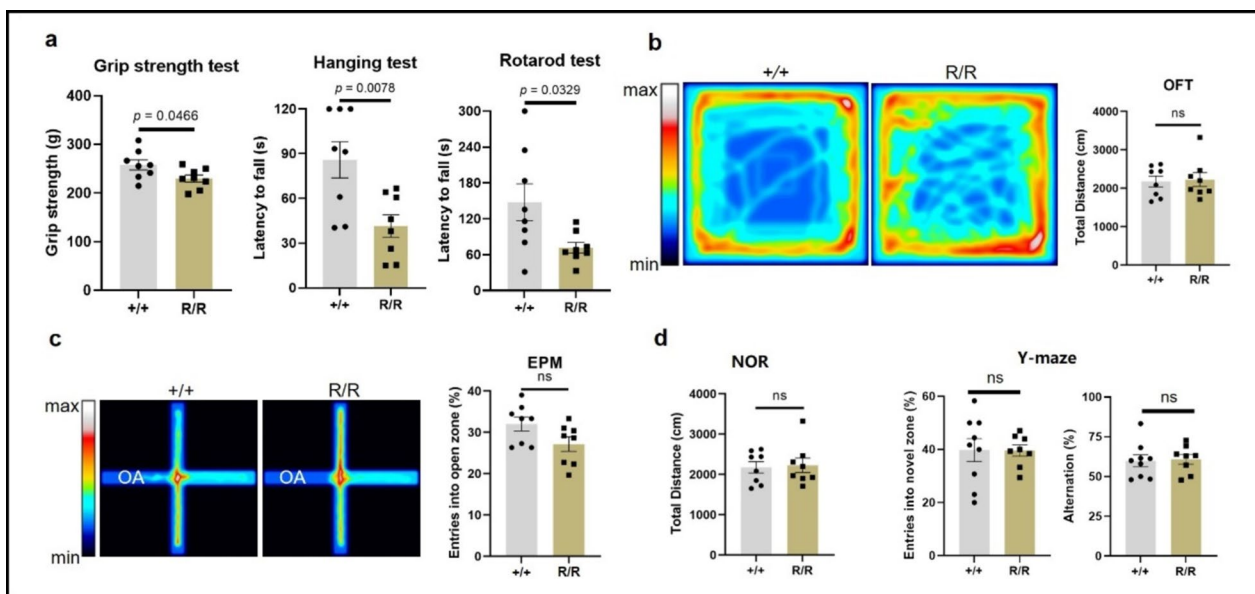 a
Grip strength test
p = 0.0466
Grip strength (g)
400
300
200
100
0
+/+
R/R
Hanging test
p = 0.0078
Latency to fall (s)
120
90
60
30
0
+/+
R/R
Rotarod test
p = 0.0329
Latency to fall (s)
300
240
180
120
60
0
+/+
R/R
b
max
min
+/+
R/R
OFT
ns
Total Distance (cm)
4000
3000
2000
1000
0
+/+
R/R
c
max
min
+/+
R/R
OA
OA
EPM
ns
Entries into open zone (%)
40
30
20
10
0
+/+
R/R
d
NOR
ns
Total Distance (cm)
4000
3000
2000
1000
0
+/+
R/R
Y-maze
ns
Entries into novel zone (%)
60
40
20
0
+/+
R/R
ns
Alternation (%)
100
75
50
25
0
+/+
R/R